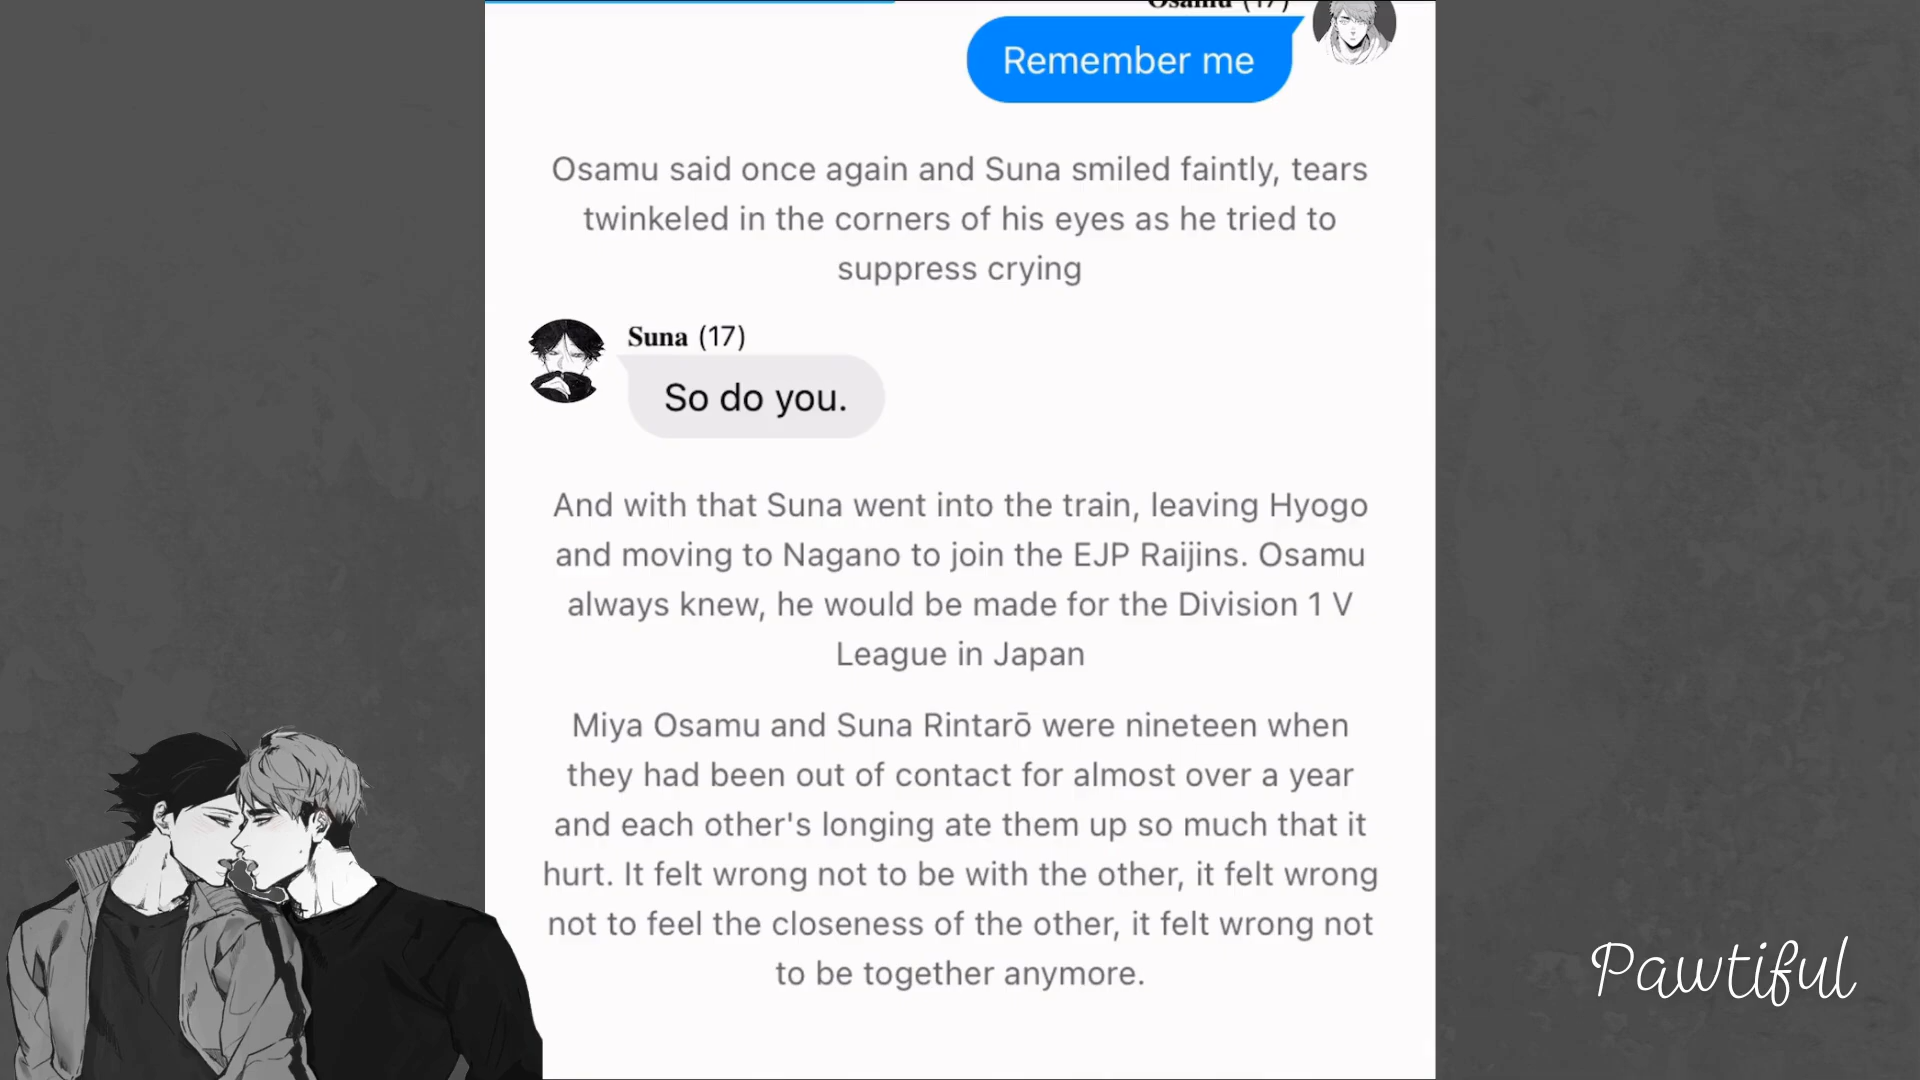 Osamu (17)
Remember me
Osamu said once again and Suna smiled faintly, tears
twinkeled in the corners of his eyes as he tried to
suppress crying
Suna (17)
So do you.
And with that Suna went into the train, leaving Hyogo
and moving to Nagano to join the EJP Raijins. Osamu
always knew, he would be made for the Division 1 V
League in Japan
Miya Osamu and Suna Rintarō were nineteen when
they had been out of contact for almost over a year
and each other's longing ate them up so much that it
hurt. It felt wrong not to be with the other, it felt wrong
not to feel the closeness of the other, it felt wrong not
to be together anymore.
Pawtiful